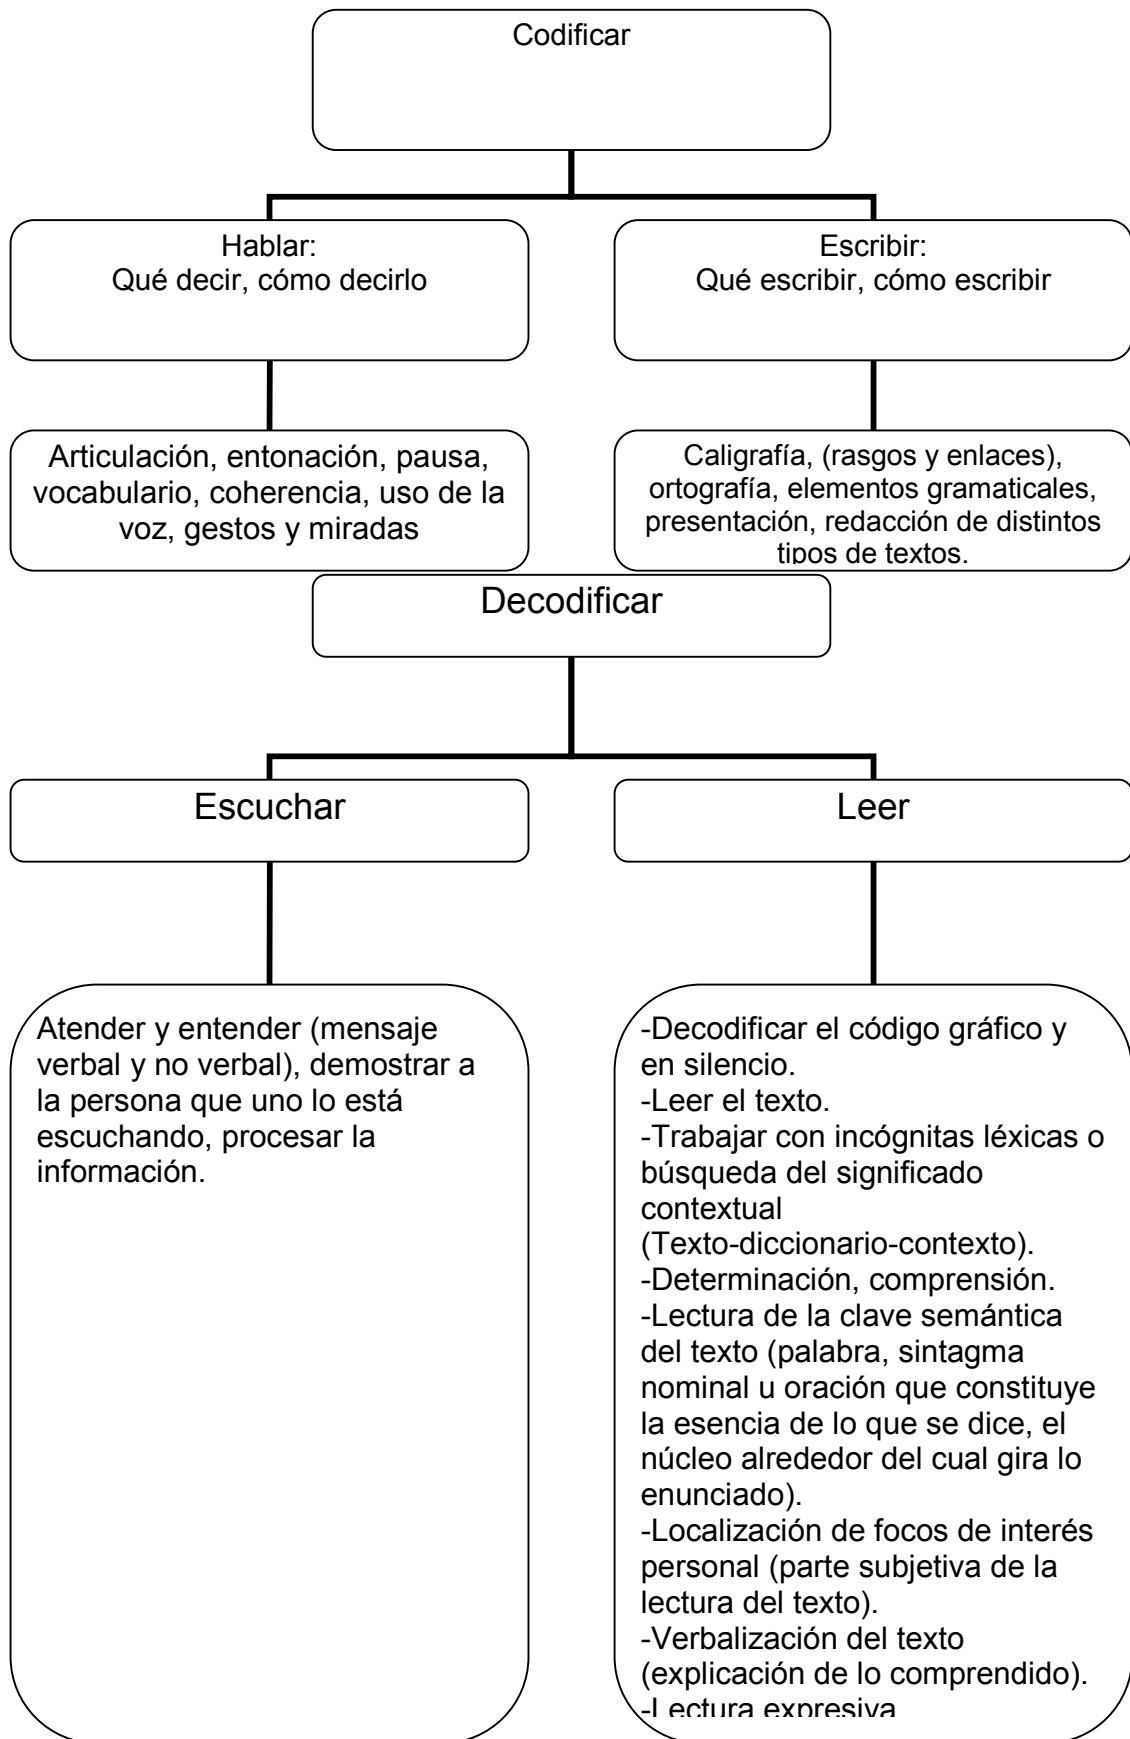 Codificar
Hablar:
Qué decir, cómo decirlo
Escribir:
Qué escribir, cómo escribir
Articulación, entonación, pausa,
vocabulario, coherencia, uso de la
voz, gestos y miradas
Caligrafía, (rasgos y enlaces),
ortografía, elementos gramaticales,
presentación, redacción de distintos
tipos de textos.
Decodificar
Escuchar
Leer
Atender y entender (mensaje
verbal y no verbal), demostrar a
la persona que uno lo está
escuchando, procesar la
información.
-Decodificar el código gráfico y
en silencio.
-Leer el texto.
-Trabajar con incógnitas léxicas o
búsqueda del significado
contextual
(Texto-diccionario-contexto).
-Determinación, comprensión.
-Lectura de la clave semántica
del texto (palabra, sintagma
nominal u oración que constituye
la esencia de lo que se dice, el
núcleo alrededor del cual gira lo
enunciado).
-Localización de focos de interés
personal (parte subjetiva de la
lectura del texto).
-Verbalización del texto
(explicación de lo comprendido).
-Lectura expresiva